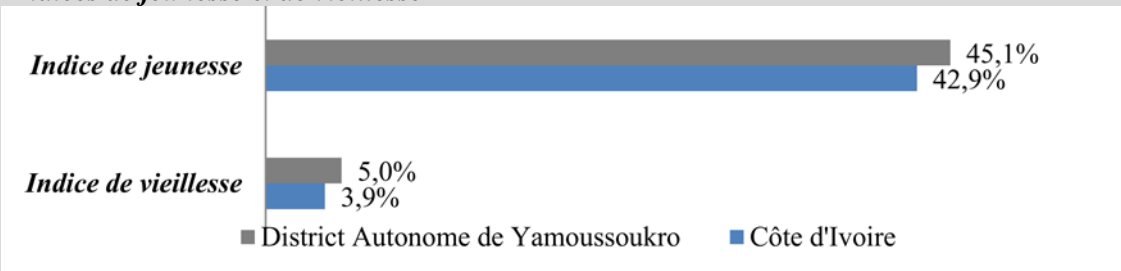 Indice de jeunesse
45,1%
42,9%
Indice de vieillesse
5,0%
3,9%
District Autonome de Yamoussoukro
Côte d'Ivoire